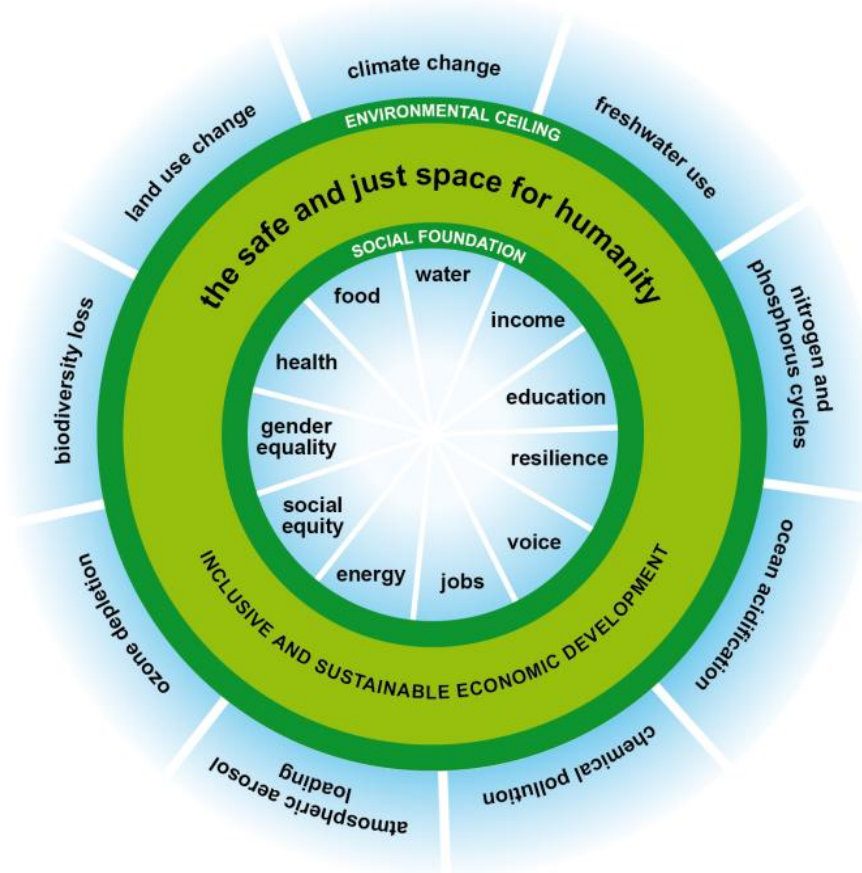 climate change
freshwater use
nitrogen and
phosphorus cycles
ocean acidification
chemical pollution
atmospheric aerosol
loading
ozone depletion
biodiversity loss
land use change
ENVIRONMENTAL CEILING
the safe and just space for humanity
SOCIAL FOUNDATION
water
income
education
resilience
voice
jobs
energy
social
equity
gender
equality
health
food
INCLUSIVE AND SUSTAINABLE ECONOMIC DEVELOPMENT